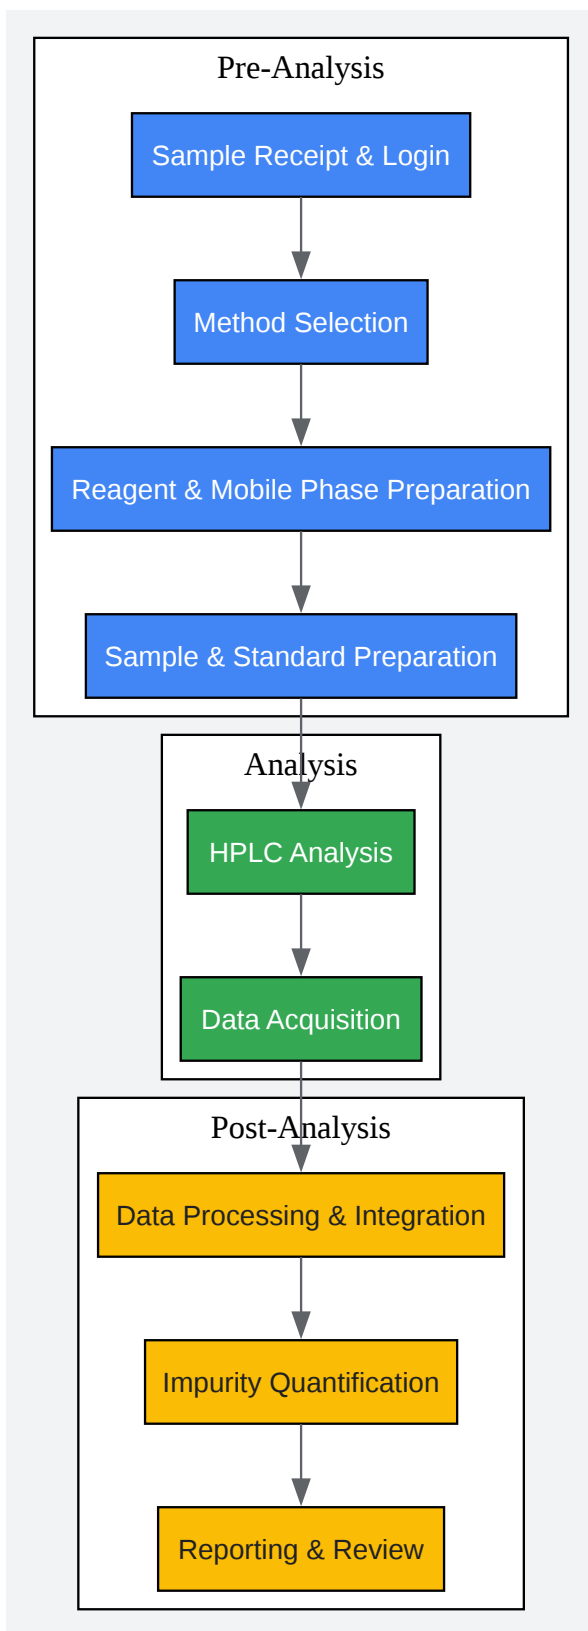 Pre-Analysis
Sample Receipt & Login
Method Selection
Reagent & Mobile Phase Preparation
Sample & Standard Preparation
Analysis
HPLC Analysis
Data Acquisition
Post-Analysis
Data Processing & Integration
Impurity Quantification
Reporting & Review